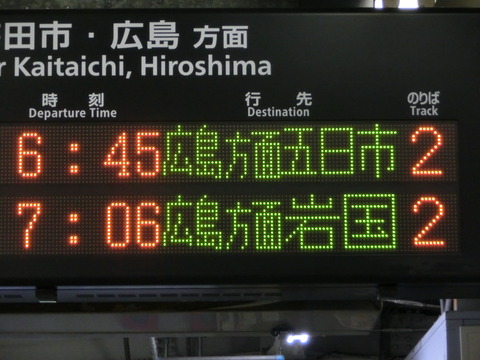 田市・広島 方面
r Kaitaichi, Hiroshima
時刻 行先 のりば
Departure Time Destination Track
6:45 広島方面五日市 2
7:06 広島方面岩国 2